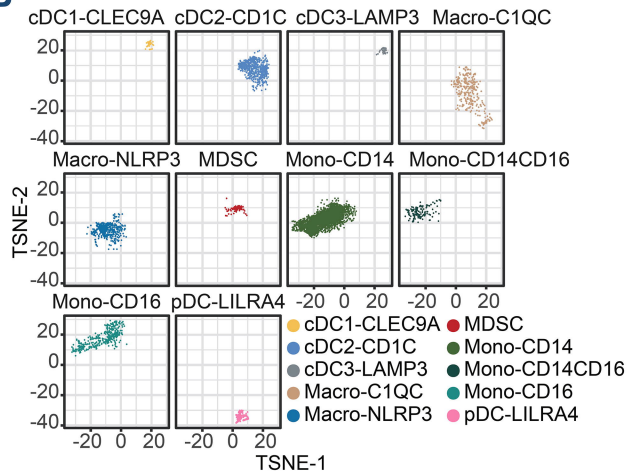 cDC1-CLEC9A cDC2-CD1C cDC3-LAMP3 Macro-C1QC
20
0
-20
-40
Macro-NLRP3 MDSC Mono-CD14 Mono-CD14CD16
20
0
-20
-40
TSNE-2
-20 0 20 -20 0 20
Mono-CD16 pDC-LILRA4
20
0
-20
-40
-20 0 20 -20 0 20
TSNE-1
cDC1-CLEC9A
cDC2-CD1C
cDC3-LAMP3
Macro-C1QC
Macro-NLRP3
MDSC
Mono-CD14
Mono-CD14CD16
Mono-CD16
pDC-LILRA4